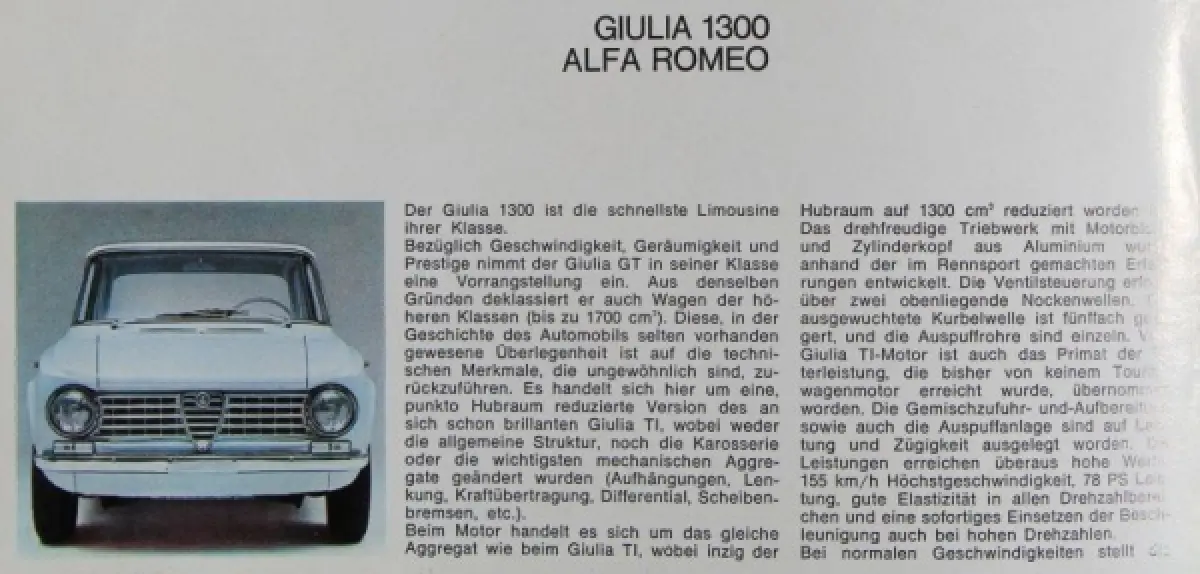 GIULIA 1300
ALFA ROMEO
Der Giulia 1300 ist die schnellste Limousine
ihrer Klasse.
Bezüglich Geschwindigkeit, Geräumigkeit und
Prestige nimmt der Giulia GT in seiner Klasse
eine Vorrangstellung ein. Aus denselben
Gründen deklassiert er auch Wagen der hö-
heren Klassen (bis zu 1700 cm³). Diese, in der
Geschichte des Automobils selten vorhanden
gewesene Überlegenheit ist auf die techni-
schen Merkmale, die ungewöhnlich sind, zu-
rückzuführen. Es handelt sich hier um eine,
punkto Hubraum reduzierte Version des an
sich schon brillanten Giulia TI, wobei weder
die allgemeine Struktur, noch die Karosserie
oder die wichtigsten mechanischen Aggre-
gate geändert wurden (Aufhängungen, Len-
kung, Kraftübertragung, Differential, Scheiben-
bremsen, etc.).
Beim Motor handelt es sich um das gleiche
Aggregat wie beim Giulia TI, wobei inzig der
Hubraum auf 1300 cm³ reduziert worden
Das drehfreudige Triebwerk mit
und Zylinderkopf aus Aluminium
anhand der im Rennsport gemachten
rungen entwickelt. Die Ventilsteuerung
über zwei obenliegende Nockenwellen.
ausgewuchtete Kurbelwelle ist fünffach
gert, und die Auspuffrohre sind einzeln.
Giulia TI-Motor ist auch das Primat der
terleistung, die bisher von keinem
wagenmotor erreicht wurde, übernommen
worden. Die Gemischzufuhr- und-Aufbereitung
sowie auch die Auspuffanlage sind auf
tung und Zügigkeit ausgelegt worden.
Leistungen erreichen überaus hohe Werte
155 km/h Höchstgeschwindigkeit, 78 PS
tung, gute Elastizität in allen
chen und eine sofortiges Einsetzen der
leunigung auch bei hohen Drehzahlen.
Bei normalen Geschwindigkeiten stellt